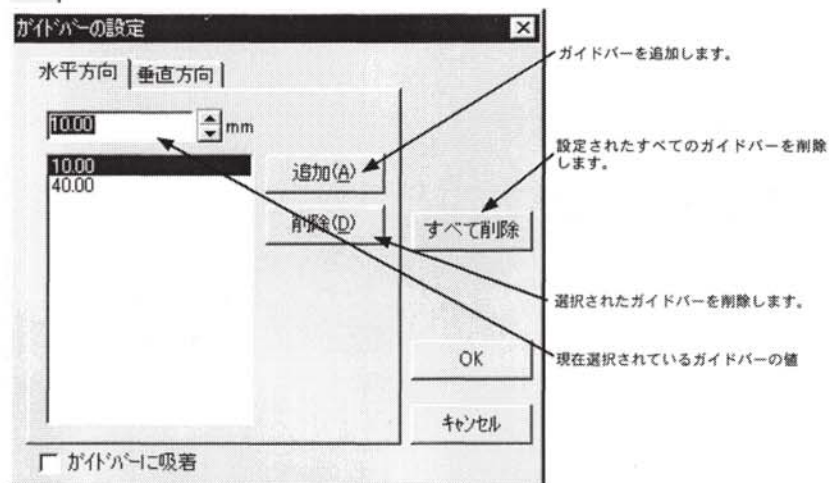 ガイドバーの設定
水平方向
垂直方向
10.00 mm
10.00
40.00
追加(A)
削除(D)
すべて削除
OK
キャンセル
ガイドバーに吸着
ガイドバーを追加します。
設定されたすべてのガイドバーを削除
します。
選択されたガイドバーを削除します。
現在選択されているガイドバーの値